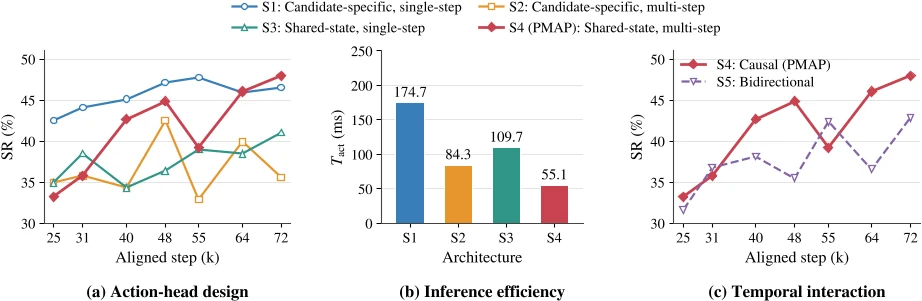 S1: Candidate-specific, single-step
S2: Candidate-specific, multi-step
S3: Shared-state, single-step
S4 (PMAP): Shared-state, multi-step
SR (%)
50
45
40
35
30
25 31 40 48 55 64 72
Aligned step (k)
(a) Action-head design
T_act (ms)
250
200
150
100
50
0
174.7
84.3
109.7
55.1
S1 S2 S3 S4
Architecture
(b) Inference efficiency
S4: Causal (PMAP)
S5: Bidirectional
SR (%)
50
45
40
35
30
25 31 40 48 55 64 72
Aligned step (k)
(c) Temporal interaction